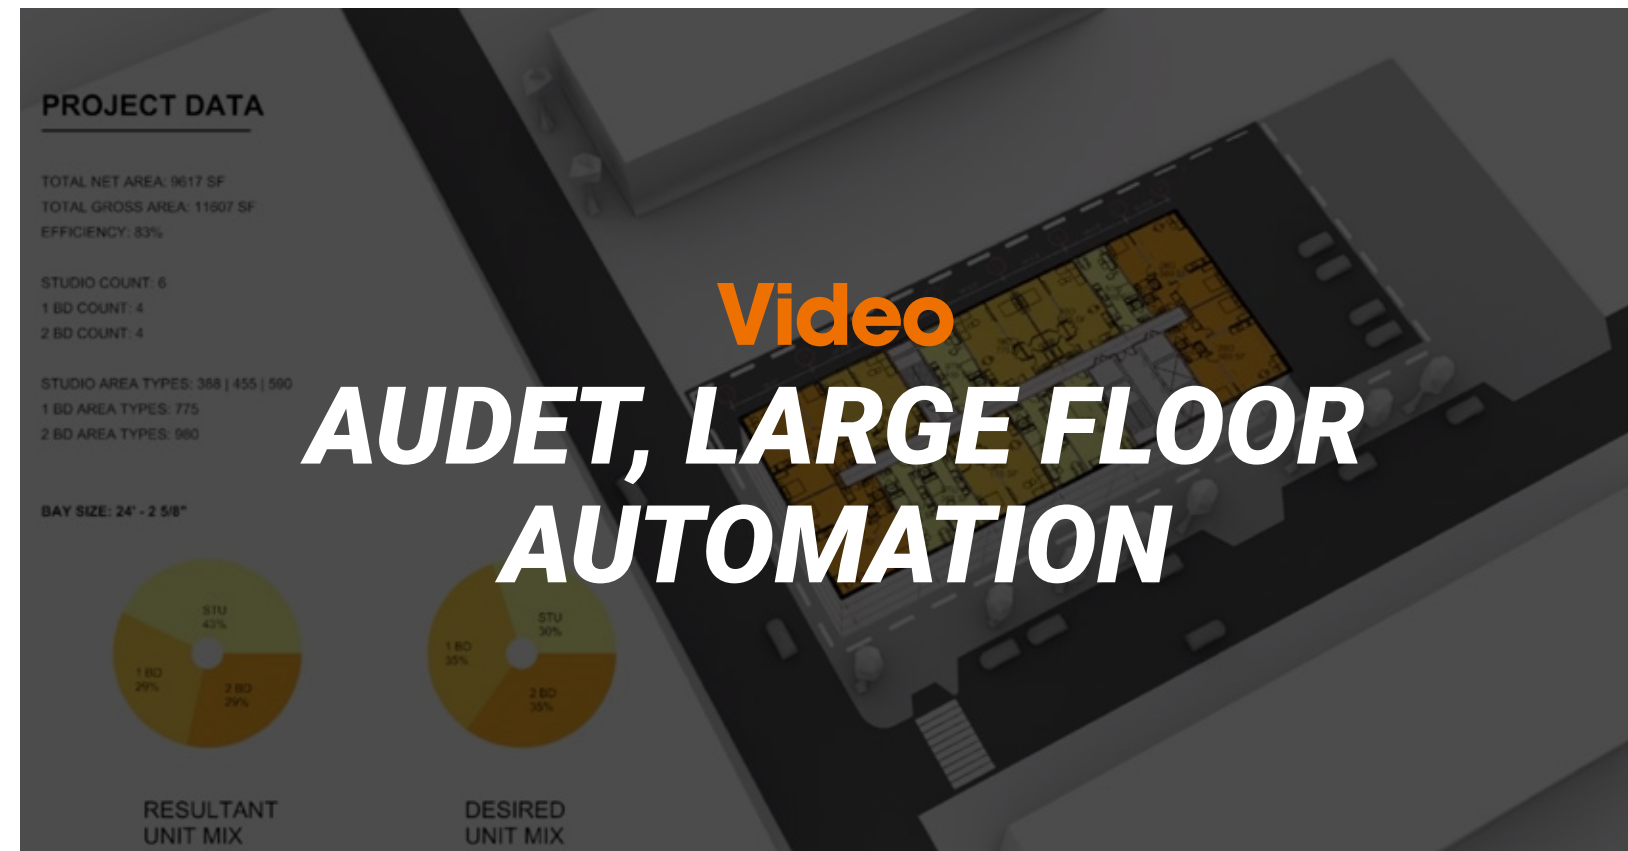 PROJECT DATA
TOTAL NET AREA: 9617 SF
TOTAL GROSS AREA: 11607 SF
EFFICIENCY: 83%
STUDIO COUNT: 6
1 BD COUNT: 4
2 BD COUNT: 4
STUDIO AREA TYPES: 388 | 455 | 590
1 BD AREA TYPES: 775
2 BD AREA TYPES: 980
BAY SIZE: 24' - 2 5/8"
Video
AUDET, LARGE FLOOR
AUTOMATION
STU
43%
1 BD
29%
2 BD
29%
RESULTANT
UNIT MIX
STU
30%
1 BD
35%
2 BD
35%
DESIRED
UNIT MIX